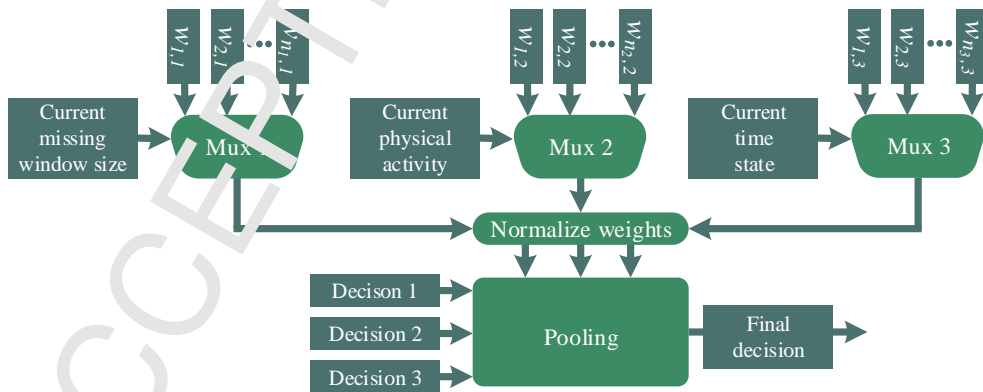 W1,1 W2,1 ... Wn1,1 W1,2 W2,2 ... Wn2,2 W1,3 W2,3 ... Wn3,3
Current
missing
window size
Mux
Current
physical
activity
Mux 2
Current
time
state
Mux 3
Normalize weights
Decison 1
Decision 2
Decision 3
Pooling
Final
decision
CCEPT